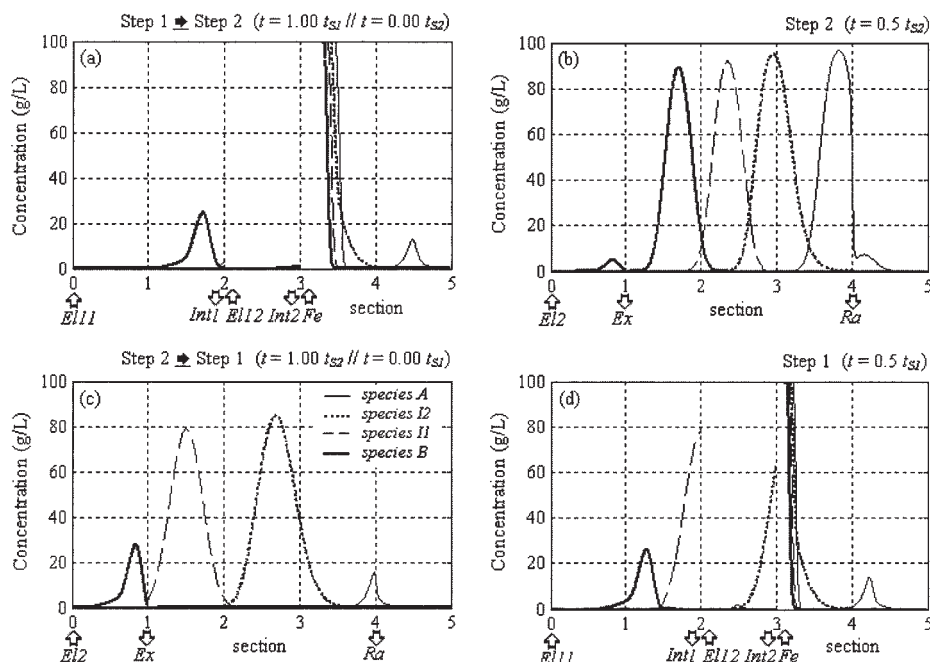 Step 1 ➡ Step 2 (t = 1.00 tS1 // t = 0.00 tS2)
(a)
Concentration (g/L)
100
80
60
40
20
0
0 1 2 3 4 5
section
El11 Int1 El12 Int2 Fe
Step 2 (t = 0.5 tS2)
(b)
Concentration (g/L)
100
80
60
40
20
0
0 1 2 3 4 5
section
El2 Ex Ra
Step 2 ➡ Step 1 (t = 1.00 tS2 // t = 0.00 tS1)
(c)
species A
species I2
species I1
species B
Concentration (g/L)
100
80
60
40
20
0
0 1 2 3 4 5
section
El2 Ex Ra
Step 1 (t = 0.5 tS1)
(d)
Concentration (g/L)
100
80
60
40
20
0
0 1 2 3 4 5
section
El11 Int1 El12 Int2 Fe